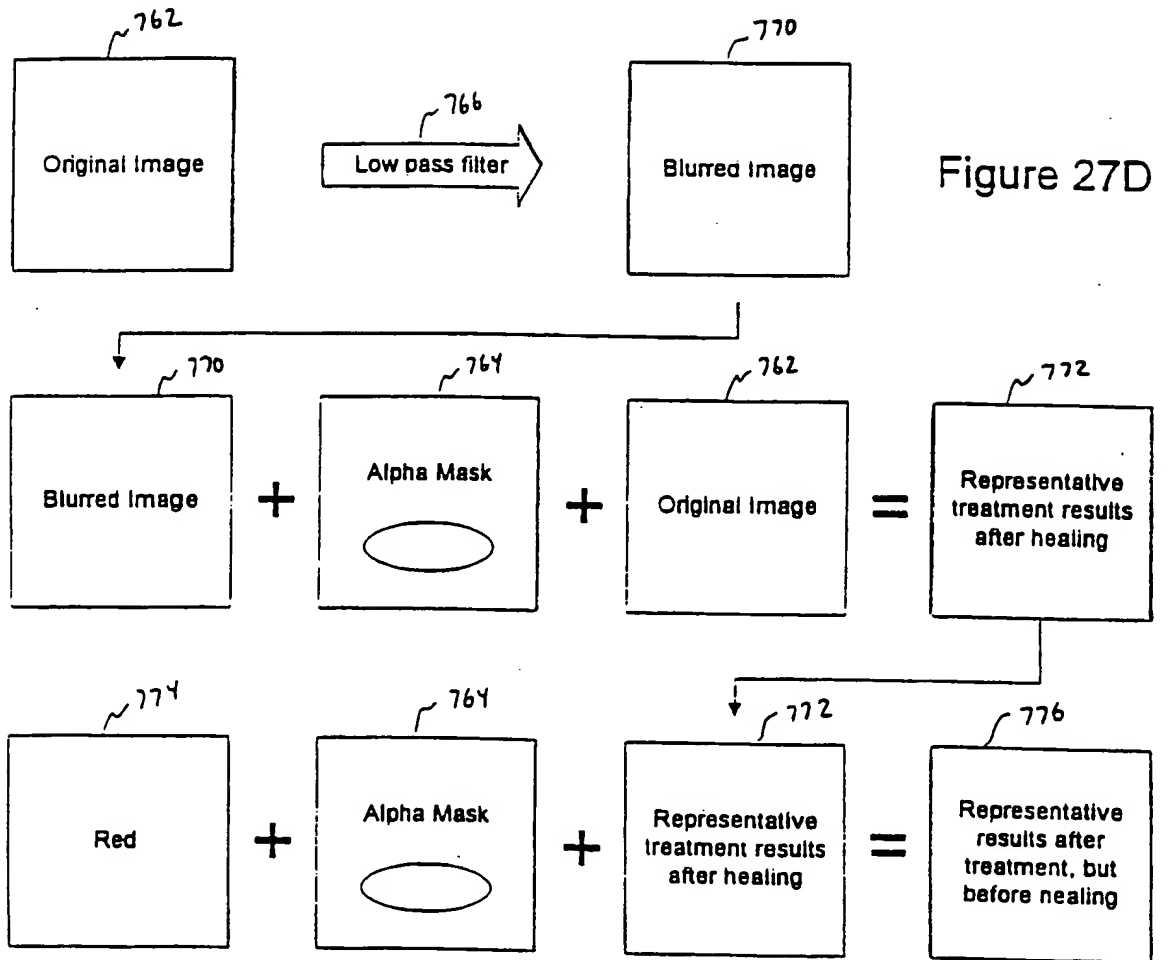 762
770
766
Original Image
Low pass filter
Blurred Image
Figure 27D
770
764
762
772
Blurred Image
+
Alpha Mask
+
Original Image
=
Representative
treatment results
after healing
774
764
772
776
Red
+
Alpha Mask
+
Representative
treatment results
after healing
=
Representative
results after
treatment, but
before nealing